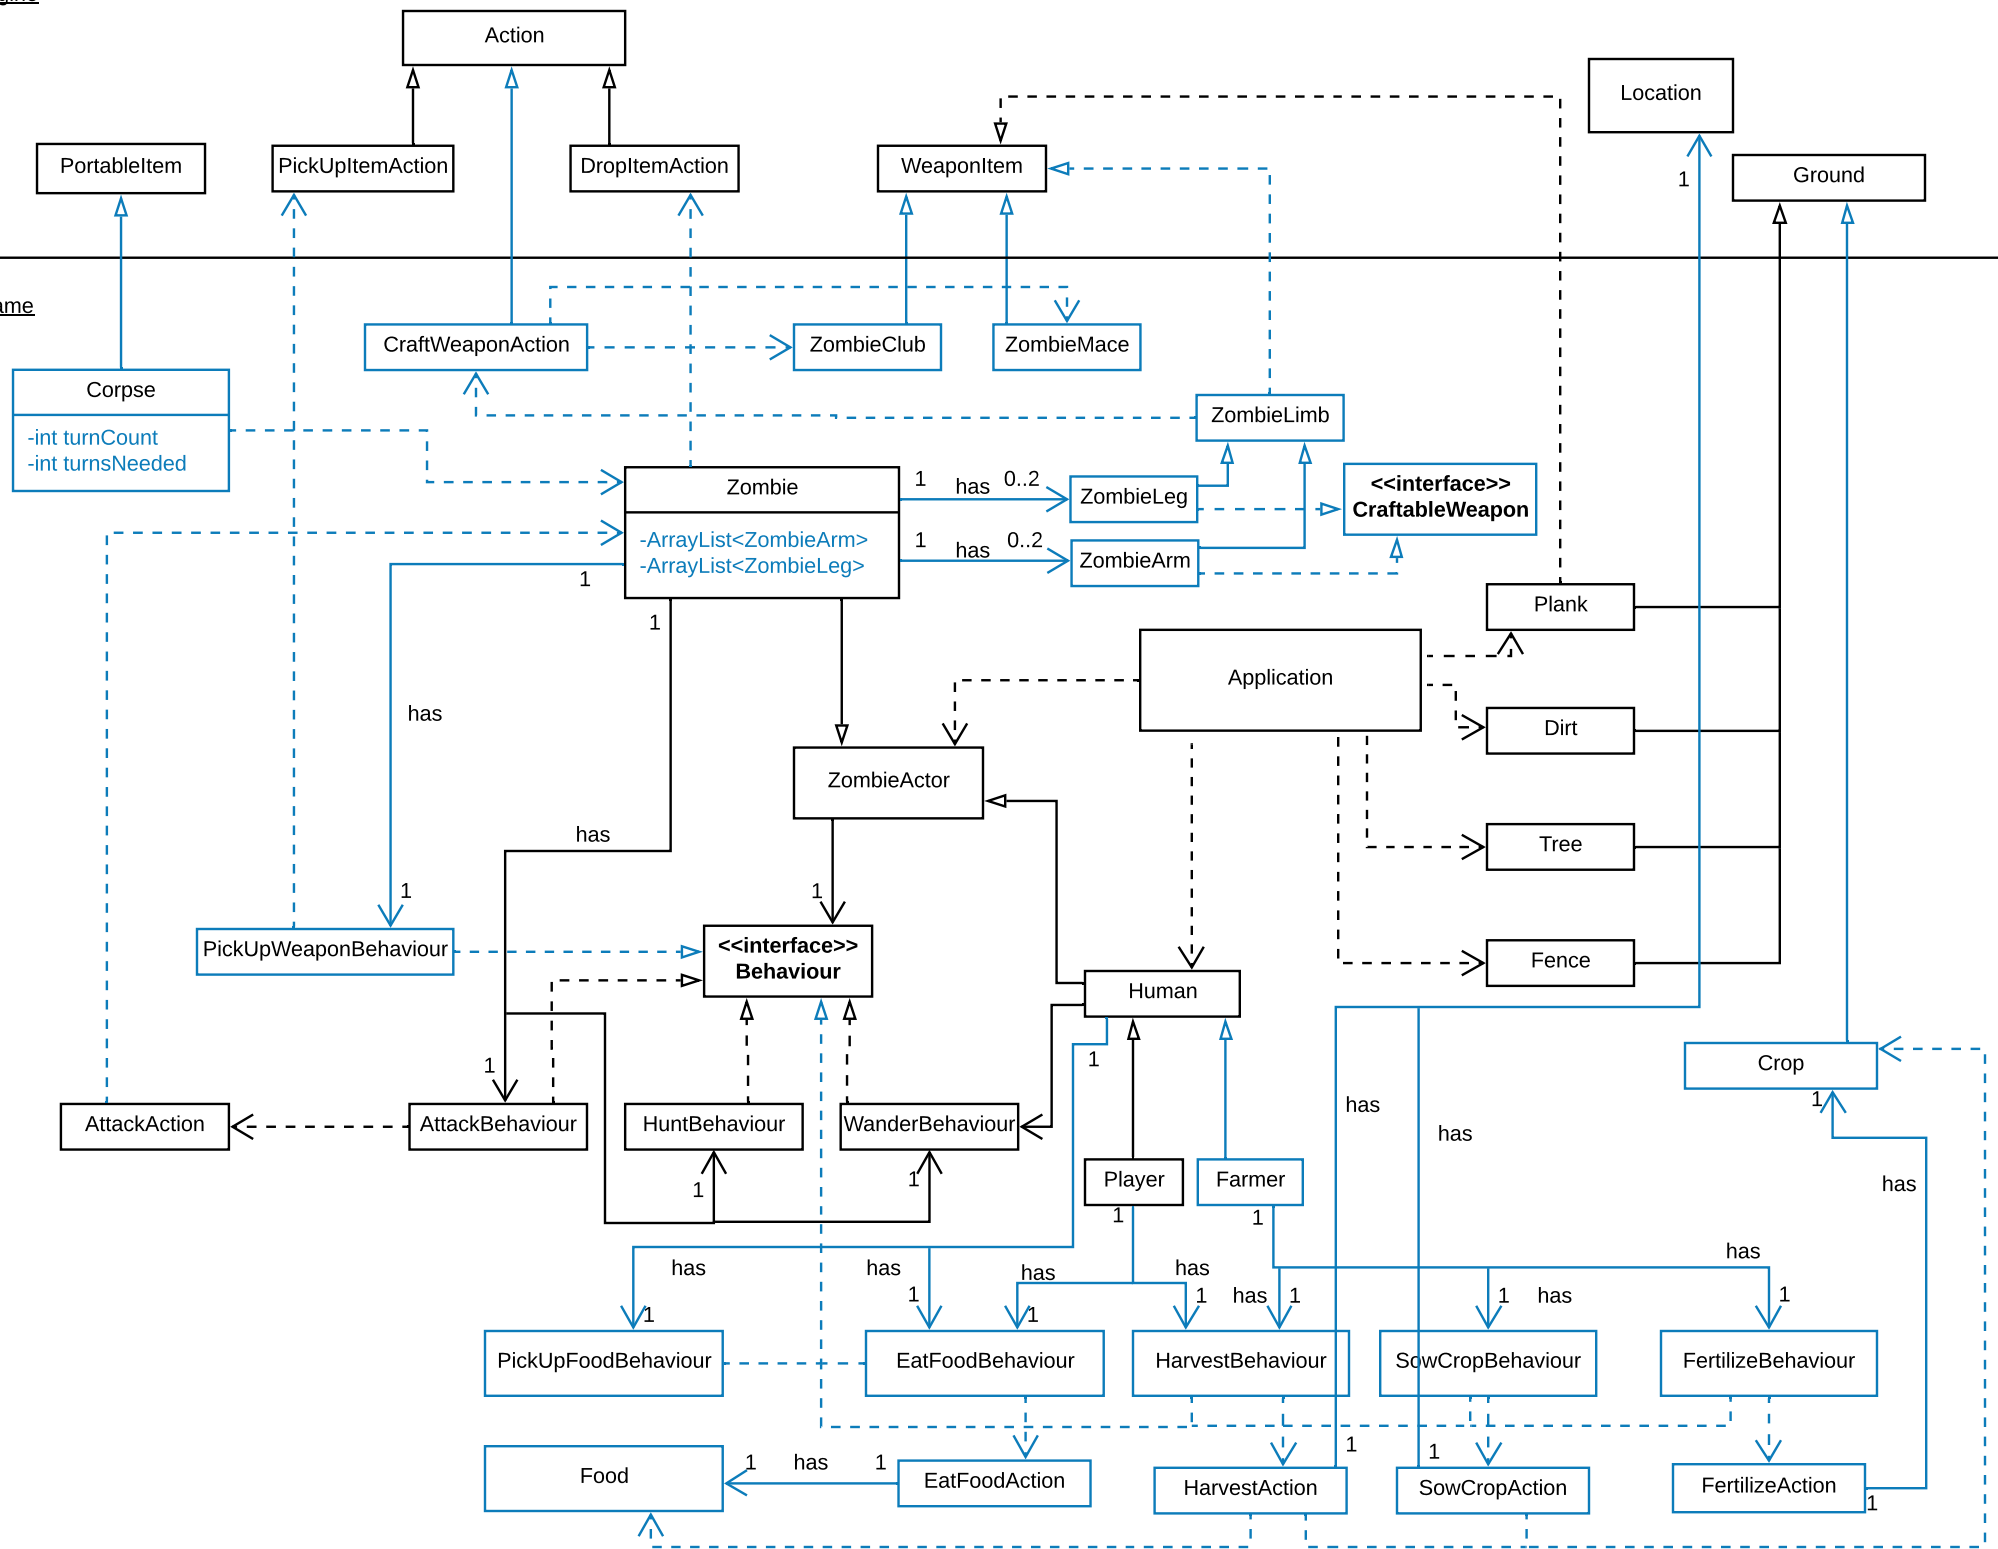 Action
Location
PortableItem
PickUpItemAction
DropItemAction
WeaponItem
Ground
1
ame
CraftWeaponAction
ZombieClub
ZombieMace
Corpse
-int turnCount
-int turnsNeeded
ZombieLimb
Zombie
-ArrayList<ZombieArm>
-ArrayList<ZombieLeg>
1
has
0..2
ZombieLeg
<<interface>>
CraftableWeapon
1
has
0..2
ZombieArm
1
1
Plank
Application
has
Dirt
ZombieActor
has
Tree
1
1
PickUpWeaponBehaviour
<<interface>>
Behaviour
Fence
Human
1
1
Crop
1
has
has
AttackAction
AttackBehaviour
HuntBehaviour
WanderBehaviour
Player
Farmer
1
1
has
1
1
has
has
has
has
has
1
1
1
has
1
1
has
1
1
PickUpFoodBehaviour
EatFoodBehaviour
HarvestBehaviour
SowCropBehaviour
FertilizeBehaviour
1
1
Food
1
has
1
EatFoodAction
HarvestAction
SowCropAction
FertilizeAction
1